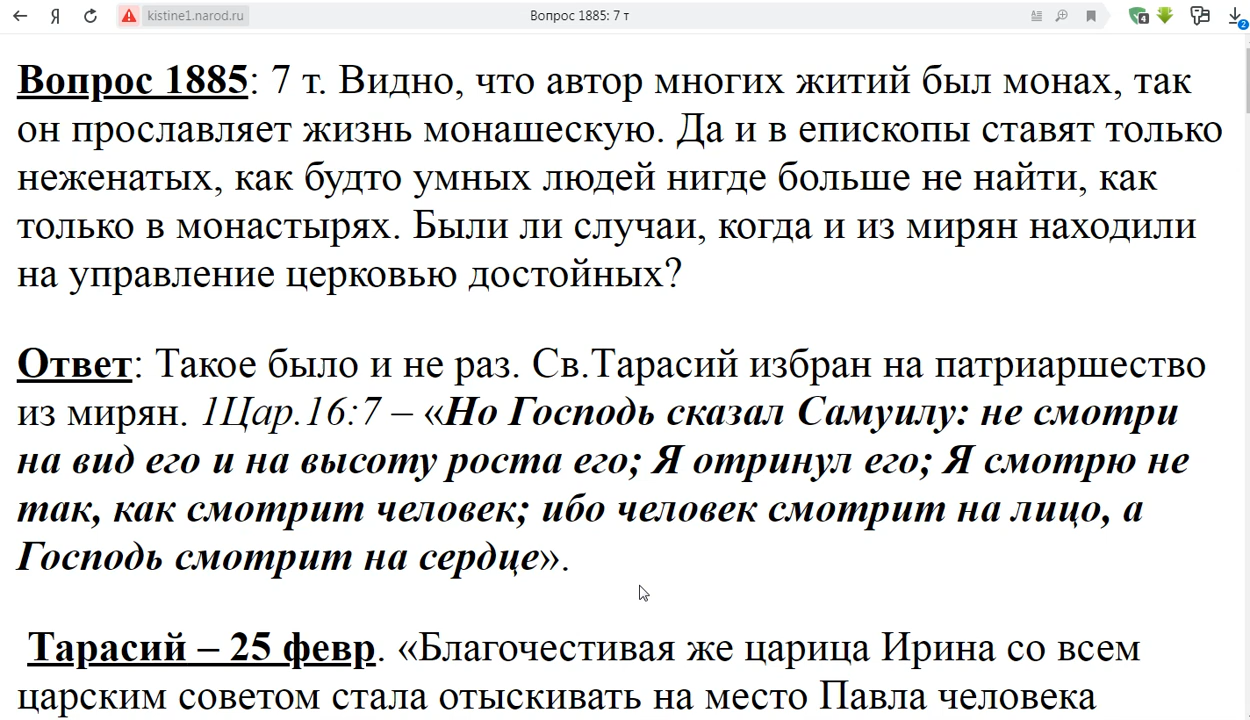 kistine1.narod.ru
Вопрос 1885: 7 т
4
2
Вопрос 1885: 7 т. Видно, что автор многих житий был монах, так
он прославляет жизнь монашескую. Да и в епископы ставят только
неженатых, как будто умных людей нигде больше не найти, как
только в монастырях. Были ли случаи, когда и из мирян находили
на управление церковью достойных?
Ответ: Такое было и не раз. Св.Тарасий избран на патриаршество
из мирян. 1Цар.16:7 – «Но Господь сказал Самуилу: не смотри
на вид его и на высоту роста его; Я отринул его; Я смотрю не
так, как смотрит человек; ибо человек смотрит на лицо, а
Господь смотрит на сердце».
Тарасий – 25 февр. «Благочестивая же царица Ирина со всем
царским советом стала отыскивать на место Павла человека